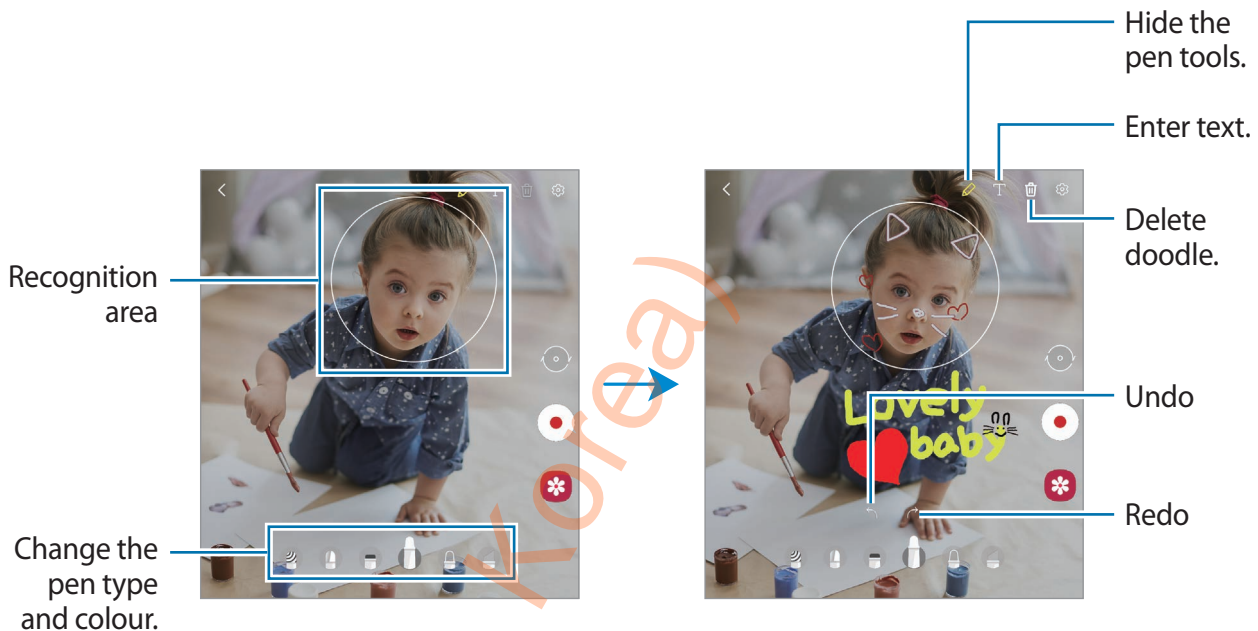 Hide the
pen tools.
Enter text.
T
T
Delete
doodle.
Recognition
area
Lovely
baby
Undo
Redo
Change the
pen type
and colour.
Korea)